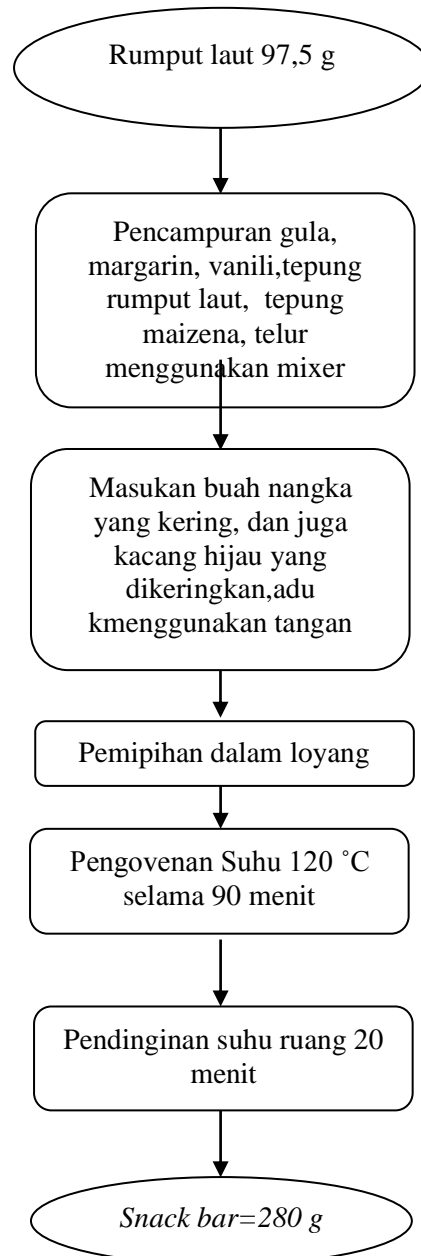 Rumput laut 97,5 g
Pencampuran gula,
margarin, vanili,tepung
rumput laut, tepung
maizena, telur
menggunakan mixer
Masukan buah nangka
yang kering, dan juga
kacang hijau yang
dikeringkan,adu
kmenggunakan tangan
Pemipihan dalam loyang
Pengovenan Suhu 120 ˚C
selama 90 menit
Pendinginan suhu ruang 20
menit
Snack bar=280 g